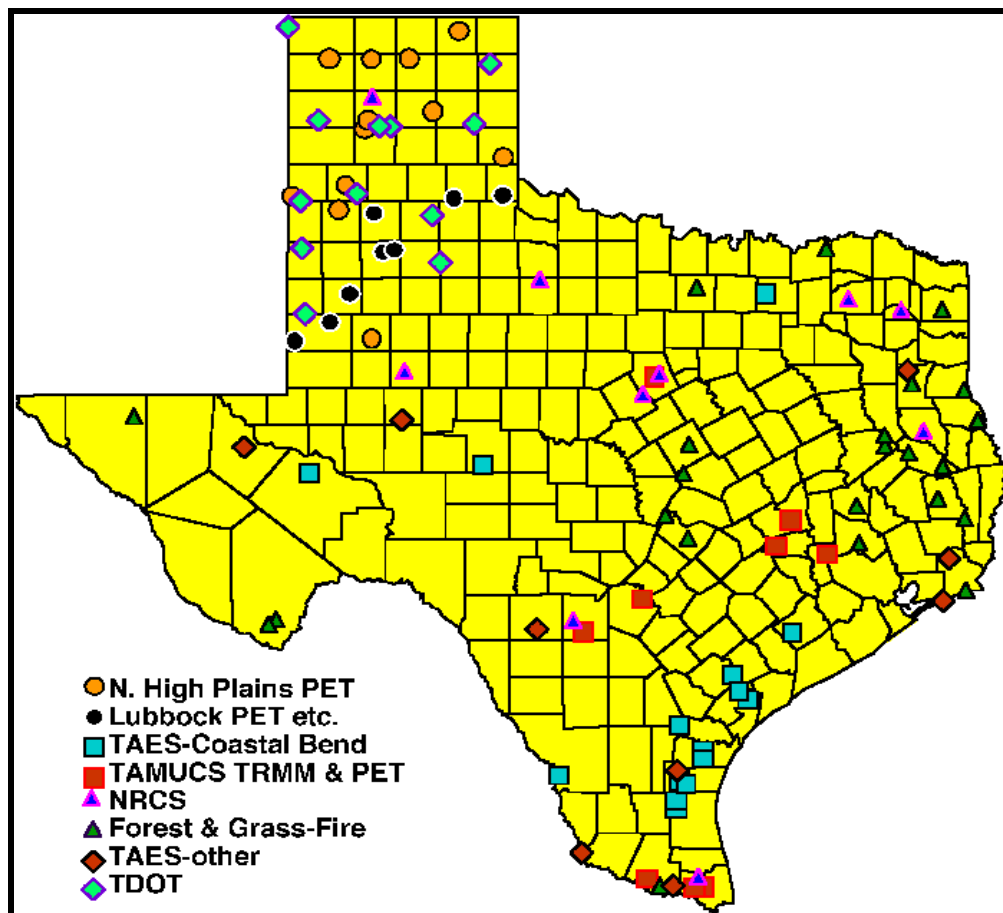 N. High Plains PET
Lubbock PET etc.
TAES-Coastal Bend
TAMUCS TRMM & PET
NRCS
Forest & Grass-Fire
TAES-other
TDOT